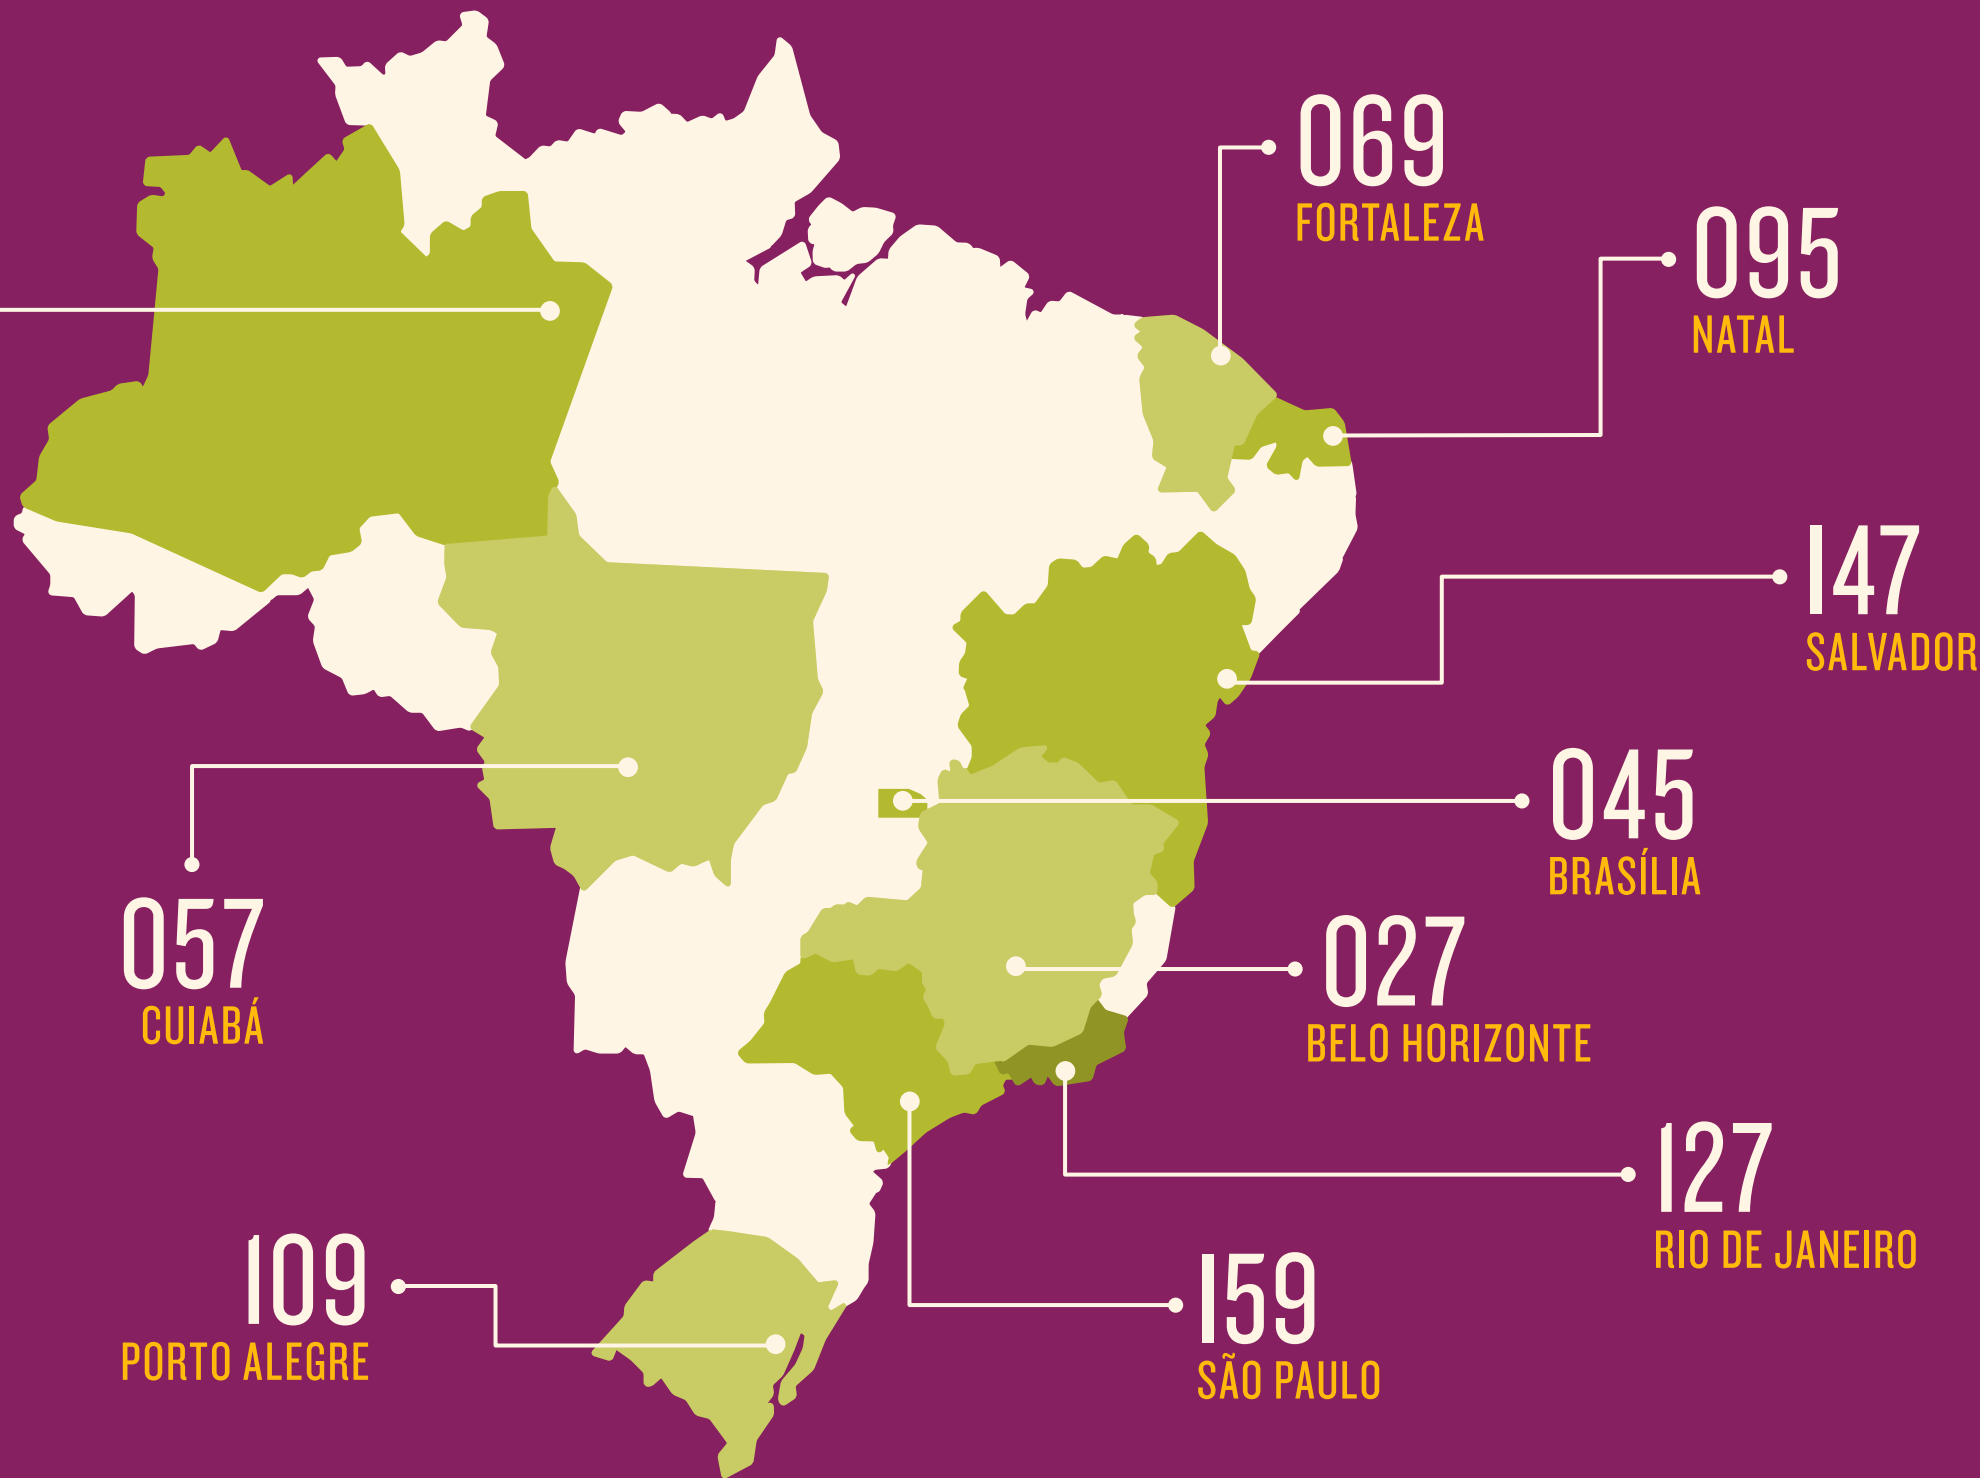 069
FORTALEZA
095
NATAL
147
SALVADOR
045
BRASÍLIA
057
CUIABÁ
027
BELO HORIZONTE
127
RIO DE JANEIRO
109
PORTO ALEGRE
159
SÃO PAULO